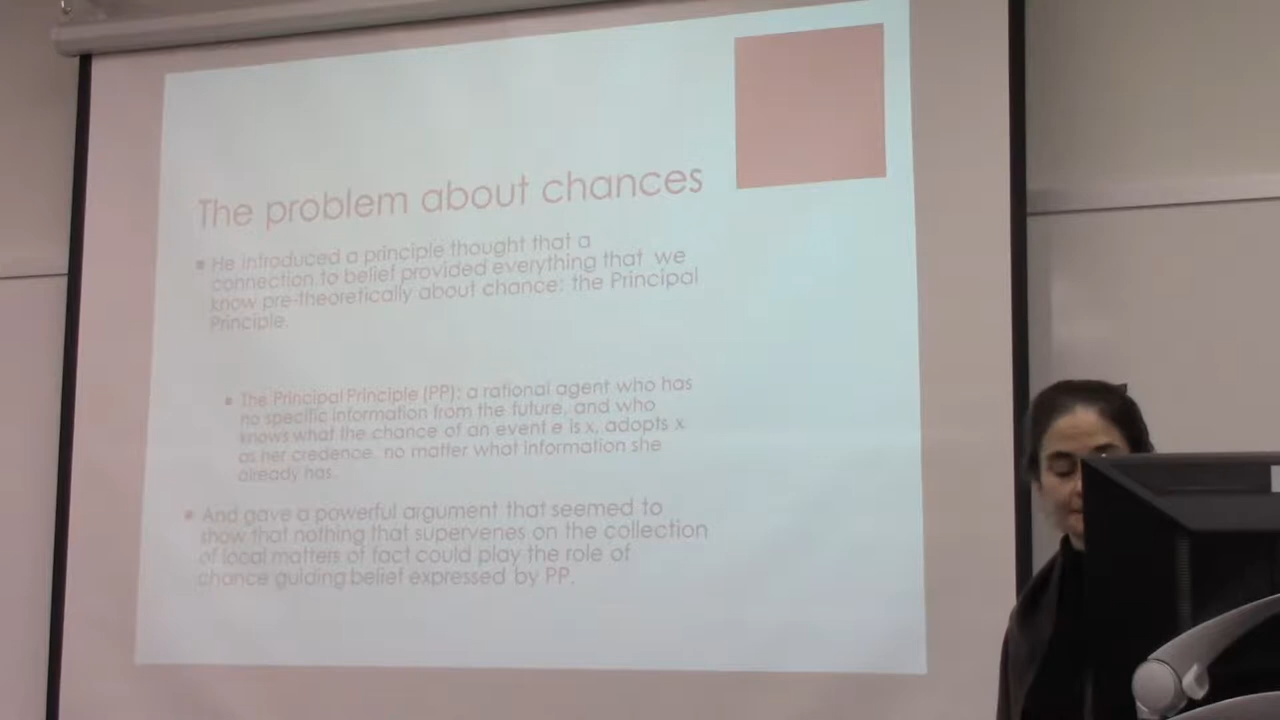 The problem about chances
He introduced a principle thought that a
connection to belief provided everything that we
know pre-theoretically about chance: the Principal
Principle.
The Principal Principle (PP): a rational agent who has
no specific information from the future, and who
knows what the chance of an event e is x, adopts x
as her credence, no matter what information she
already has.
And gave a powerful argument that seemed to
show that nothing that supervenes on the collection
of local matters of fact could play the role of
chance guiding belief expressed by PP.